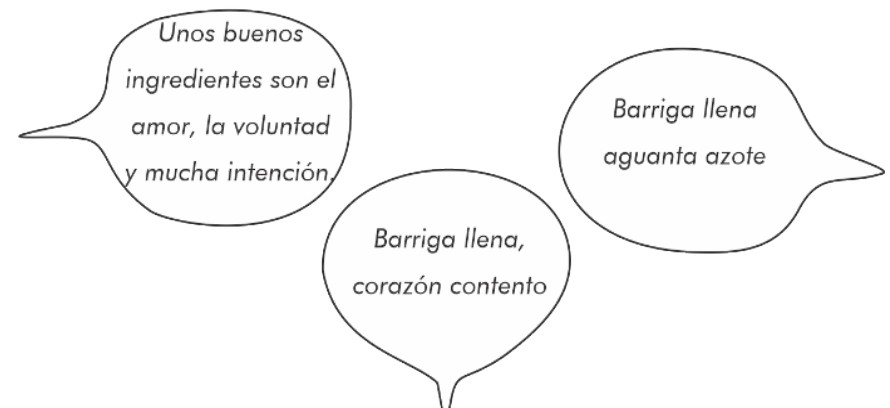 Unos buenos
ingredientes son el
amor, la voluntad
y mucha intención.
Barriga llena,
corazón contento
Barriga llena
aguanta azote